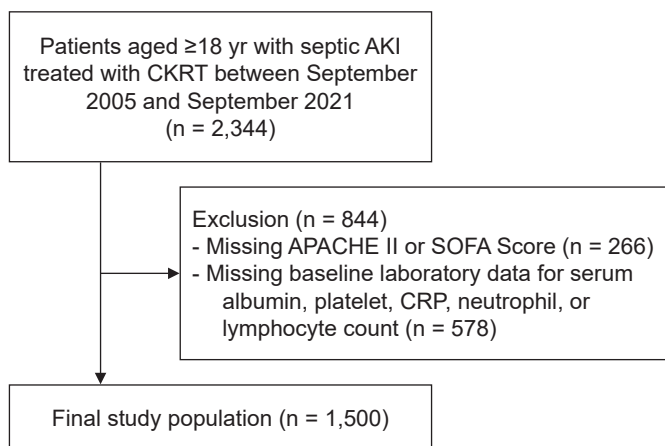 Patients aged ≥18 yr with septic AKI
treated with CKRT between September
2005 and September 2021
(n = 2,344)
Exclusion (n = 844)
- Missing APACHE II or SOFA Score (n = 266)
- Missing baseline laboratory data for serum
albumin, platelet, CRP, neutrophil, or
lymphocyte count (n = 578)
Final study population (n = 1,500)